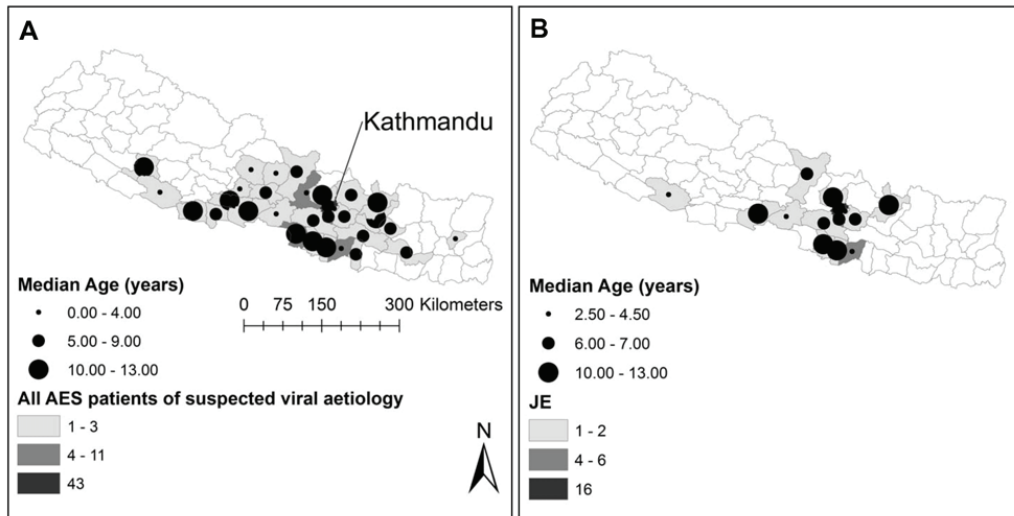 A
Kathmandu
Median Age (years)
0.00 - 4.00
5.00 - 9.00
10.00 - 13.00
0 75 150 300 Kilometers
All AES patients of suspected viral aetiology
1 - 3
4 - 11
43
N
B
Median Age (years)
2.50 - 4.50
6.00 - 7.00
10.00 - 13.00
JE
1 - 2
4 - 6
16